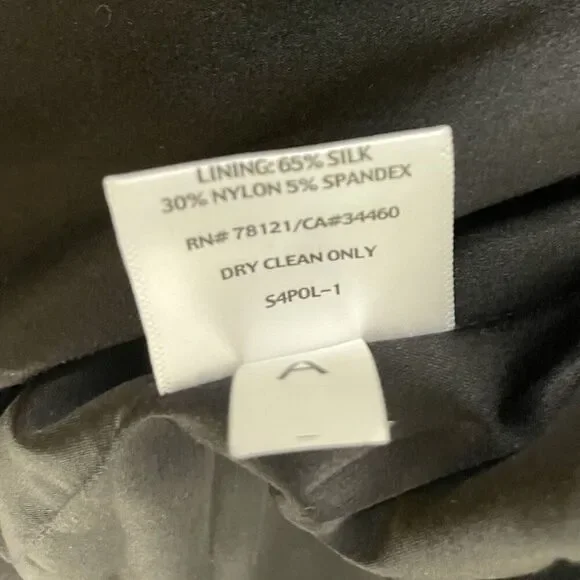 LINING: 65% SILK
30% NYLON 5% SPANDEX
RN# 78121/CA#34460
DRY CLEAN ONLY
S4POL-1
A